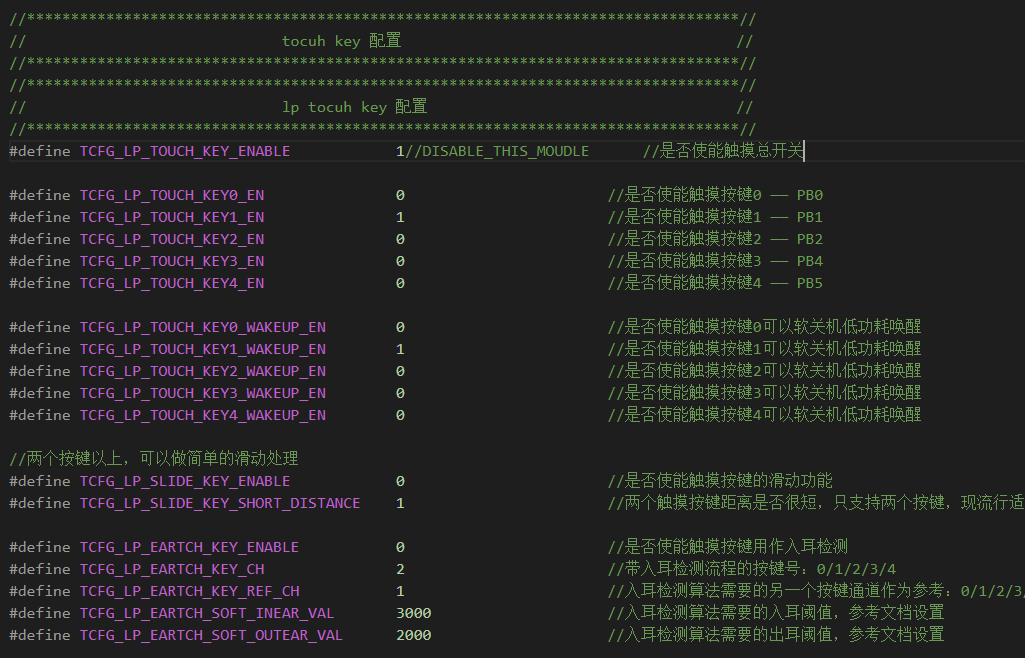 //*********************************************************************************//
// tocuh key 配置 //
//*********************************************************************************//
//*********************************************************************************//
// lp tocuh key 配置 //
//*********************************************************************************//
#define TCFG_LP_TOUCH_KEY_ENABLE 1//DISABLE_THIS_MOUDLE //是否使能触摸总开关
#define TCFG_LP_TOUCH_KEY0_EN 0 //是否使能触摸按键0 —— PB0
#define TCFG_LP_TOUCH_KEY1_EN 1 //是否使能触摸按键1 —— PB1
#define TCFG_LP_TOUCH_KEY2_EN 0 //是否使能触摸按键2 —— PB2
#define TCFG_LP_TOUCH_KEY3_EN 0 //是否使能触摸按键3 —— PB4
#define TCFG_LP_TOUCH_KEY4_EN 0 //是否使能触摸按键4 —— PB5
#define TCFG_LP_TOUCH_KEY0_WAKEUP_EN 0 //是否使能触摸按键0可以软关机低功耗唤醒
#define TCFG_LP_TOUCH_KEY1_WAKEUP_EN 1 //是否使能触摸按键1可以软关机低功耗唤醒
#define TCFG_LP_TOUCH_KEY2_WAKEUP_EN 0 //是否使能触摸按键2可以软关机低功耗唤醒
#define TCFG_LP_TOUCH_KEY3_WAKEUP_EN 0 //是否使能触摸按键3可以软关机低功耗唤醒
#define TCFG_LP_TOUCH_KEY4_WAKEUP_EN 0 //是否使能触摸按键4可以软关机低功耗唤醒
//两个按键以上，可以做简单的滑动处理
#define TCFG_LP_SLIDE_KEY_ENABLE 0 //是否使能触摸按键的滑动功能
#define TCFG_LP_SLIDE_KEY_SHORT_DISTANCE 1 //两个触摸按键距离是否很短，只支持两个按键，现流行适
#define TCFG_LP_EARTCH_KEY_ENABLE 0 //是否使能触摸按键用作入耳检测
#define TCFG_LP_EARTCH_KEY_CH 2 //带入耳检测流程的按键号：0/1/2/3/4
#define TCFG_LP_EARTCH_KEY_REF_CH 1 //入耳检测算法需要的另一个按键通道作为参考：0/1/2/3/
#define TCFG_LP_EARTCH_SOFT_INEAR_VAL 3000 //入耳检测算法需要的入耳阈值，参考文档设置
#define TCFG_LP_EARTCH_SOFT_OUTEAR_VAL 2000 //入耳检测算法需要的出耳阈值，参考文档设置